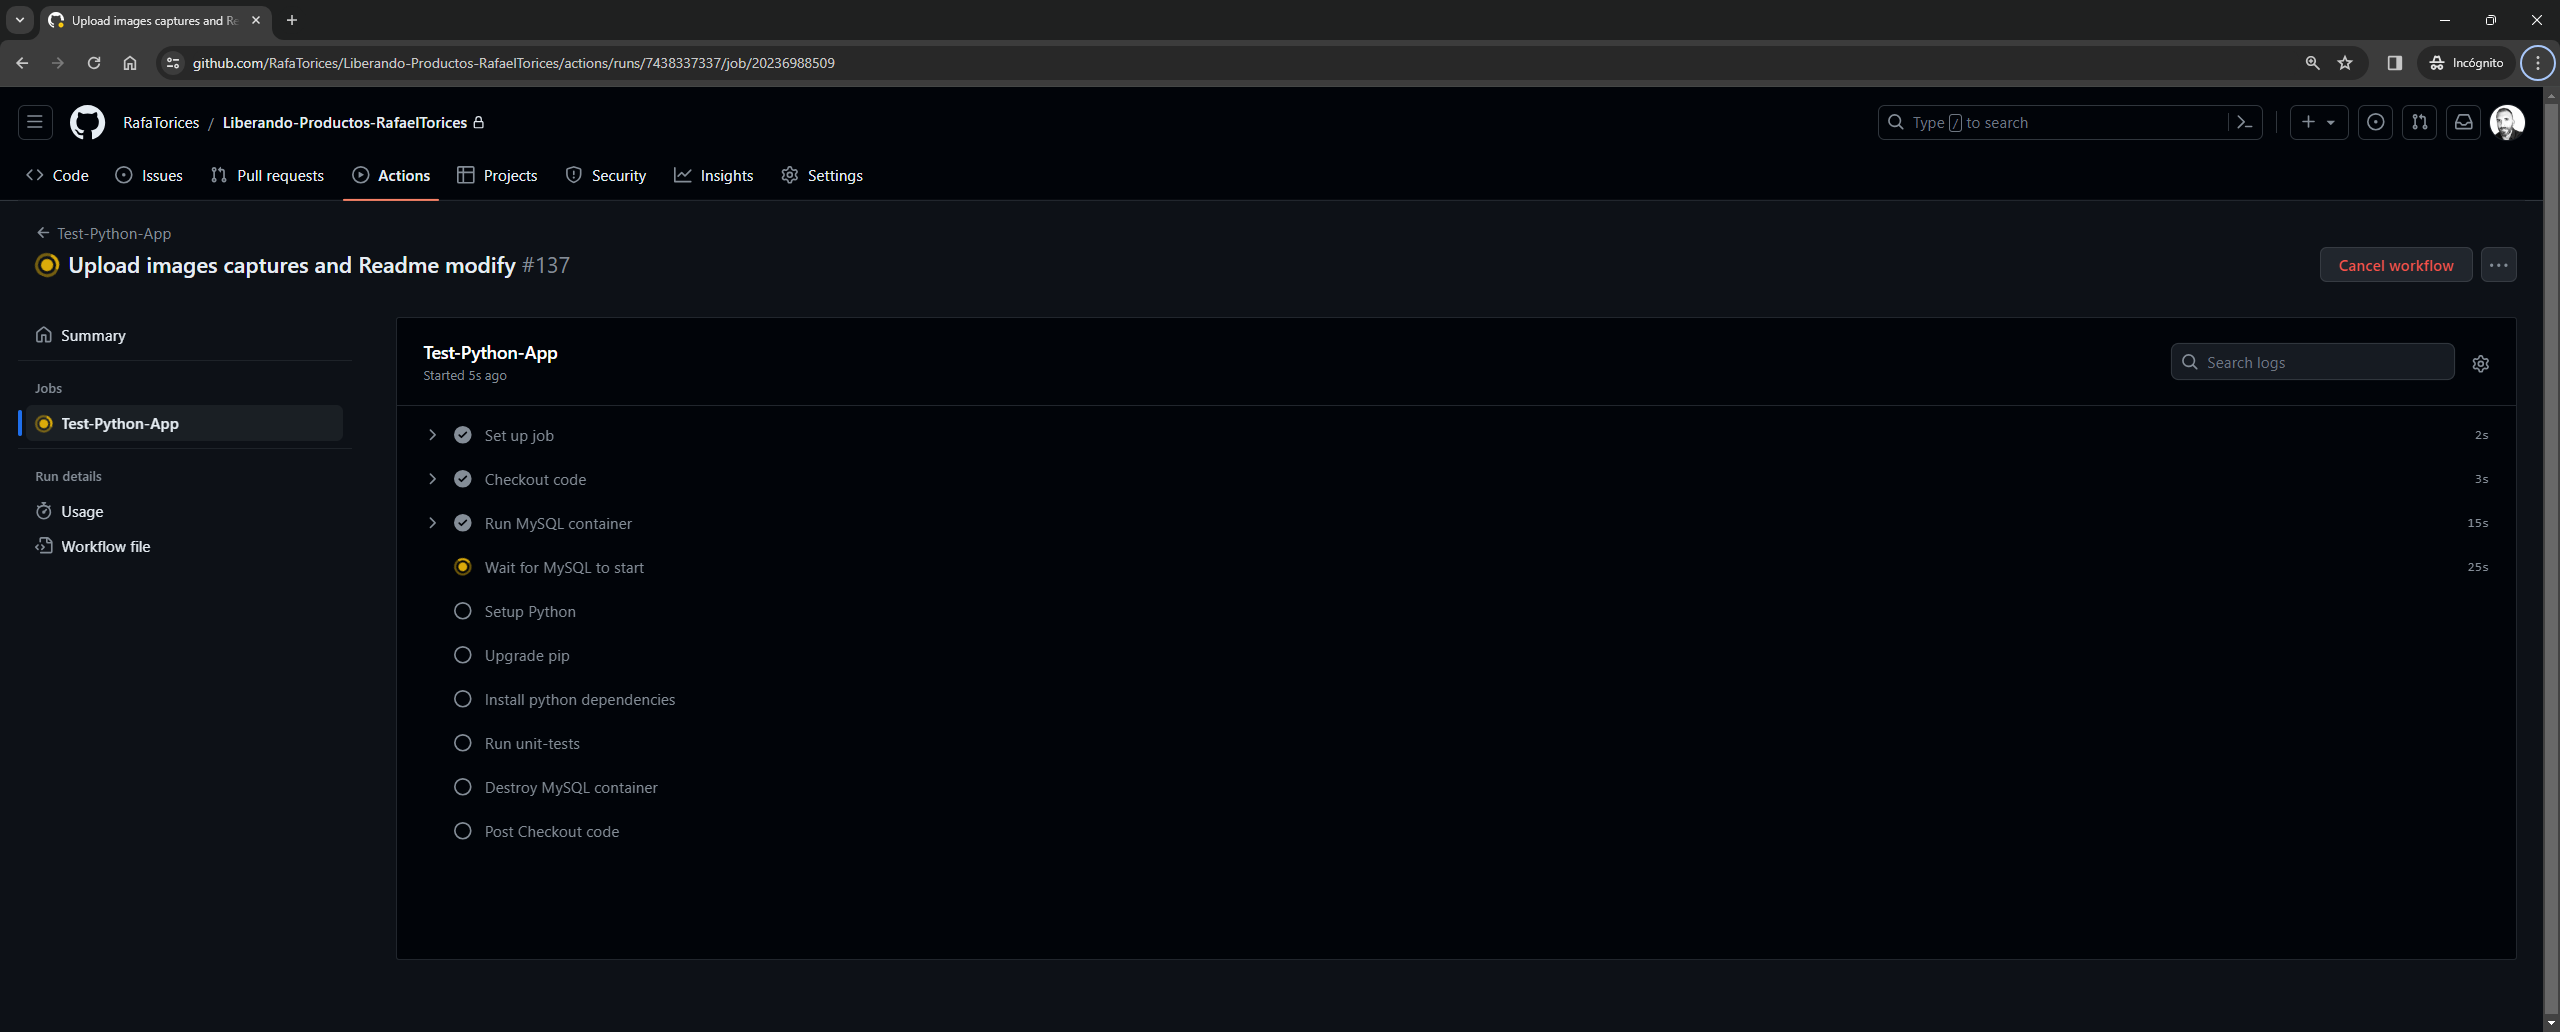 Upload images captures and Re
github.com/RafaTorices/Liberando-Productos-RafaelTorices/actions/runs/7438337337/job/20236988509
Incógnito
RafaTorices / Liberando-Productos-RafaelTorices
Type / to search
Code
Issues
Pull requests
Actions
Projects
Security
Insights
Settings
Test-Python-App
Upload images captures and Readme modify #137
Cancel workflow
Summary
Jobs
Test-Python-App
Run details
Usage
Workflow file
Test-Python-App
Started 5s ago
Search logs
Set up job 2s
Checkout code 3s
Run MySQL container 15s
Wait for MySQL to start 25s
Setup Python
Upgrade pip
Install python dependencies
Run unit-tests
Destroy MySQL container
Post Checkout code